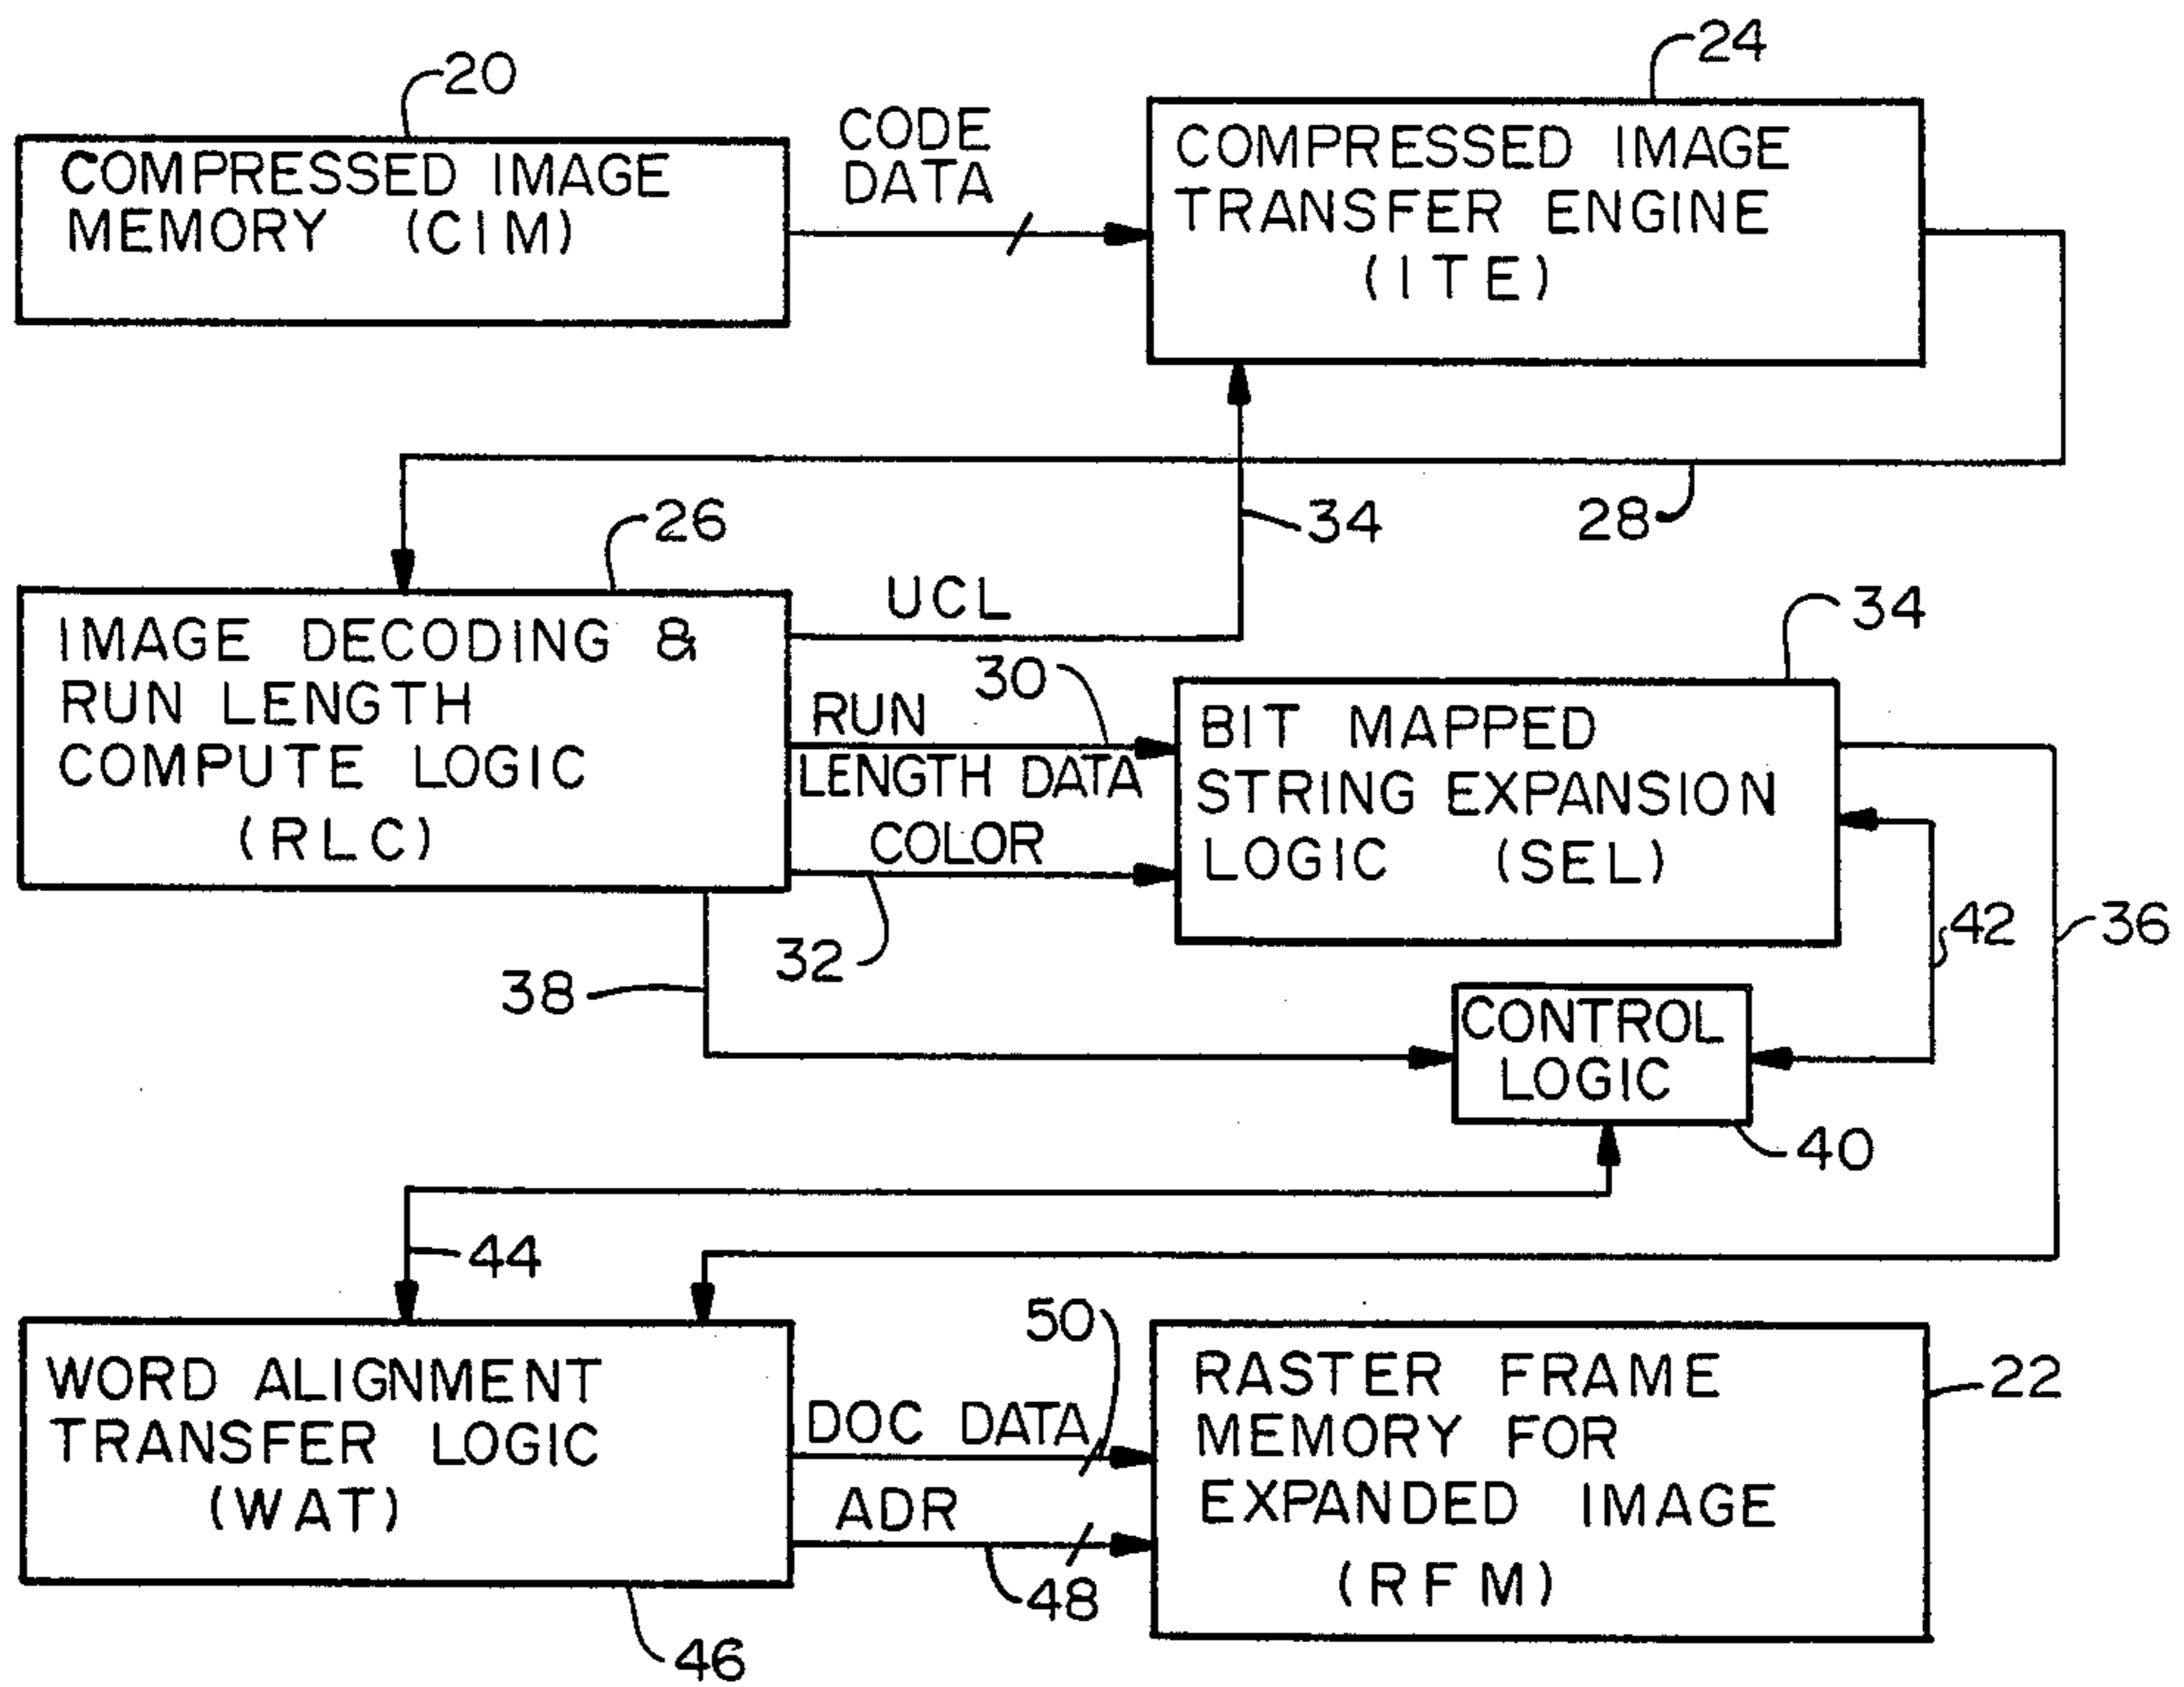 20
COMPRESSED IMAGE
MEMORY (CIM)
CODE
DATA
24
COMPRESSED IMAGE
TRANSFER ENGINE
(ITE)
28
34
26
IMAGE DECODING &
RUN LENGTH
COMPUTE LOGIC
(RLC)
UCL
30
RUN
LENGTH DATA
COLOR
32
34
BIT MAPPED
STRING EXPANSION
LOGIC (SEL)
42
36
38
CONTROL
LOGIC
40
44
WORD ALIGNMENT
TRANSFER LOGIC
(WAT)
46
50
DOC DATA
ADR
48
RASTER FRAME
MEMORY FOR
EXPANDED IMAGE
(RFM)
22